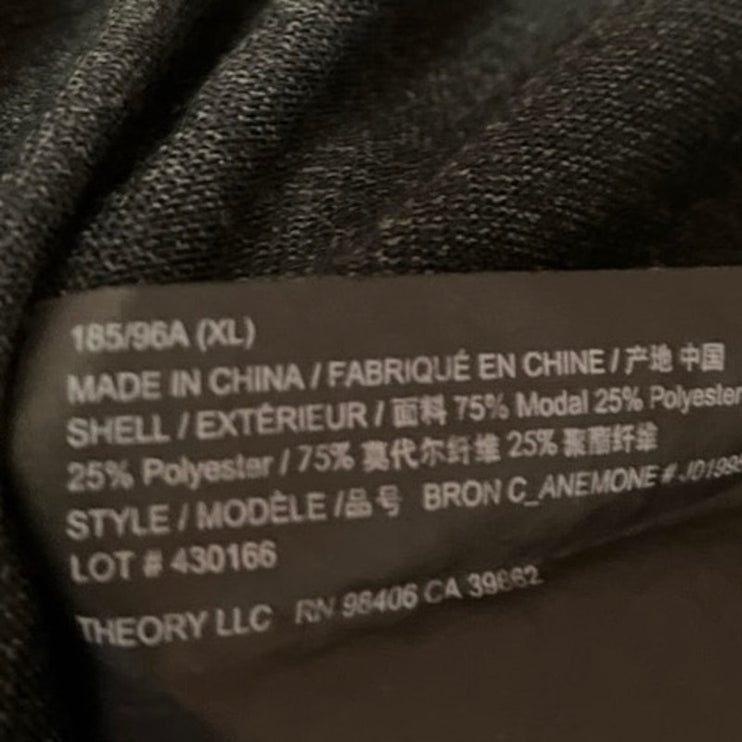 185/96A (XL)
MADE IN CHINA / FABRIQUÉ EN CHINE / 产地 中国
SHELL / EXTÉRIEUR / 面料 75% Modal 25% Polyester
25% Polyester / 75% 莫代尔纤维 25% 聚酯纤维
STYLE / MODÈLE /品号 BRON C_ANEMONE #
LOT # 430166
THEORY LLC RN 96406 CA